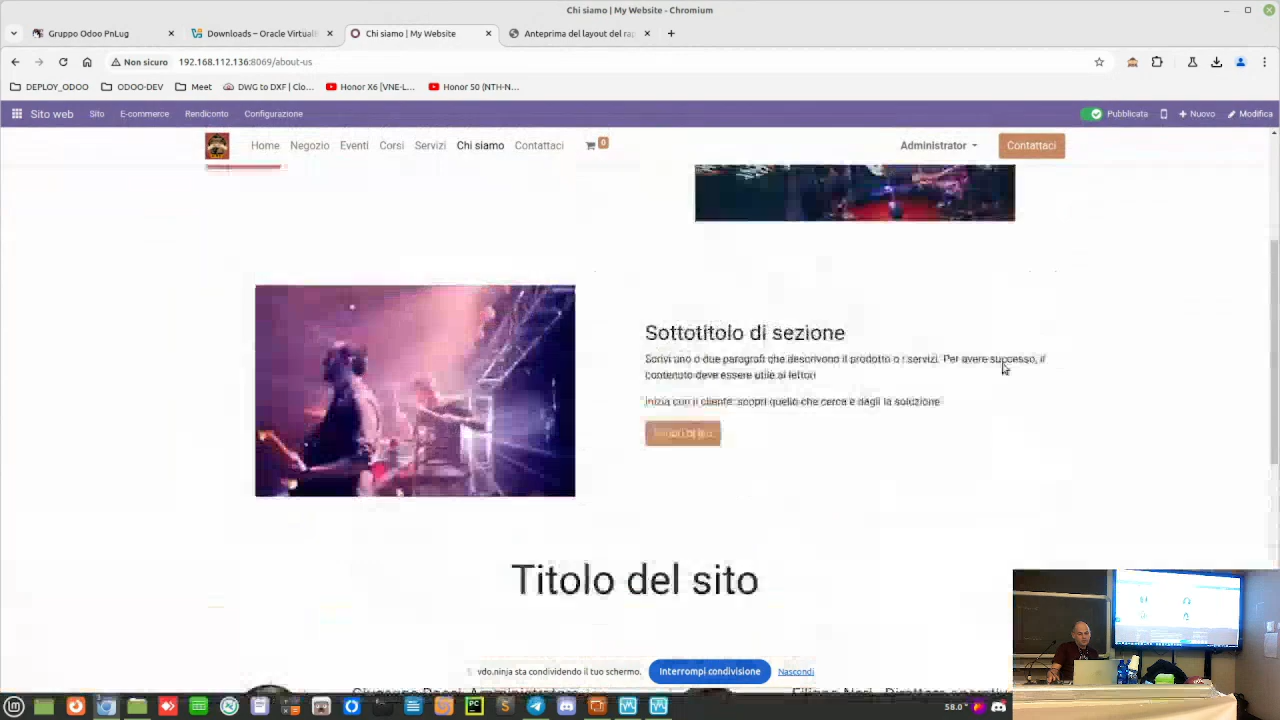 Chi siamo | My Website - Chromium
Gruppo Odoo PnLug
Downloads – Oracle Virtuall
Chi siamo | My Website
Anteprima del layout del rap
Non sicuro
192.168.112.136:8069/about-us
DEPLOY_ODOO
ODOO-DEV
Meet
DWG to DXF | Clo...
Honor X6 [VNE-L...
Honor 50 (NTH-N...
Sito web
Sito
E-commerce
Rendiconto
Configurazione
Pubblicata
Nuovo
Modifica
Home
Negozio
Eventi
Corsi
Servizi
Chi siamo
Contattaci
0
Administrator
Contattaci
Sottotitolo di sezione
Scrivi uno o due paragrafi che descrivono il prodotto o i servizi. Per avere successo, il
contenuto deve essere utile ai lettori
Inizia con il cliente: scopri quello che cerca e dagli la soluzione
Titolo del sito
vdo.ninja sta condividendo il tuo schermo.
Interrompi condivisione
Nascondi
58.0°